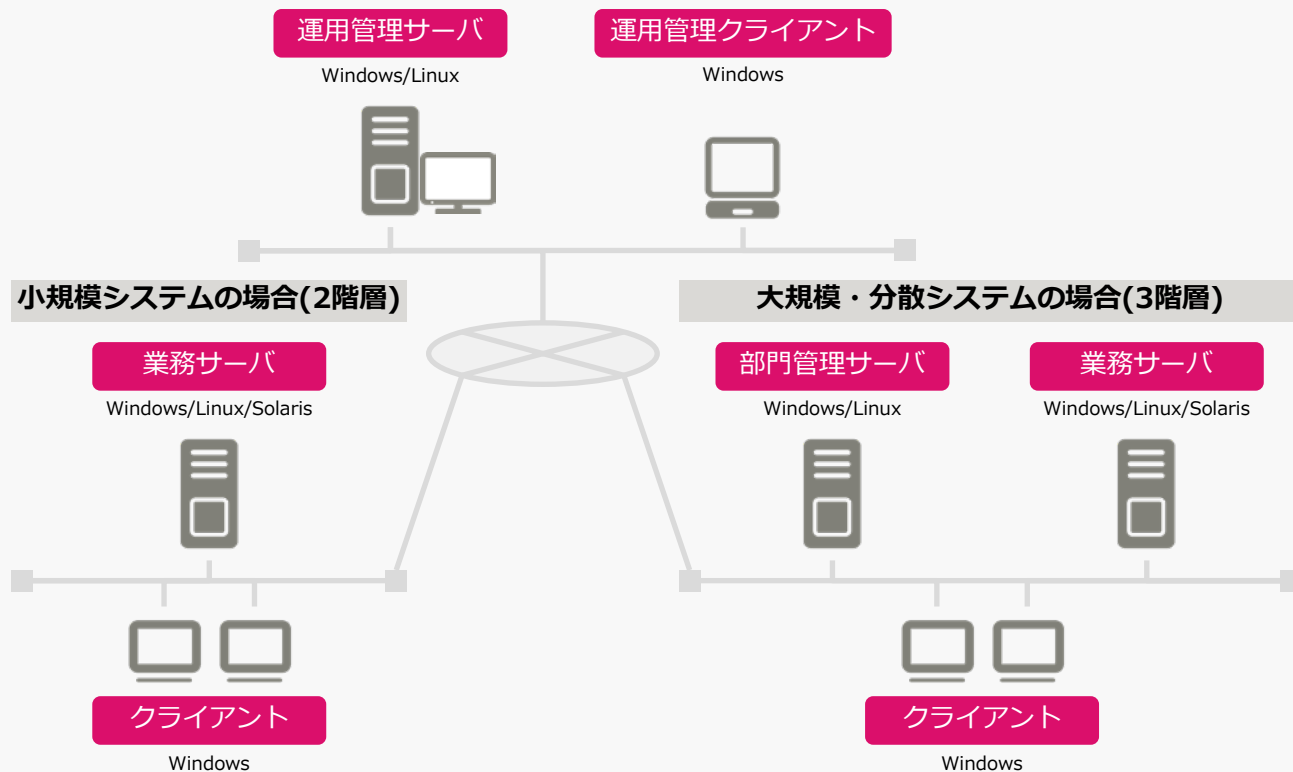 運用管理サーバ
Windows/Linux
運用管理クライアント
Windows
小規模システムの場合(2階層)
業務サーバ
Windows/Linux/Solaris
クライアント
Windows
大規模・分散システムの場合(3階層)
部門管理サーバ
Windows/Linux
業務サーバ
Windows/Linux/Solaris
クライアント
Windows